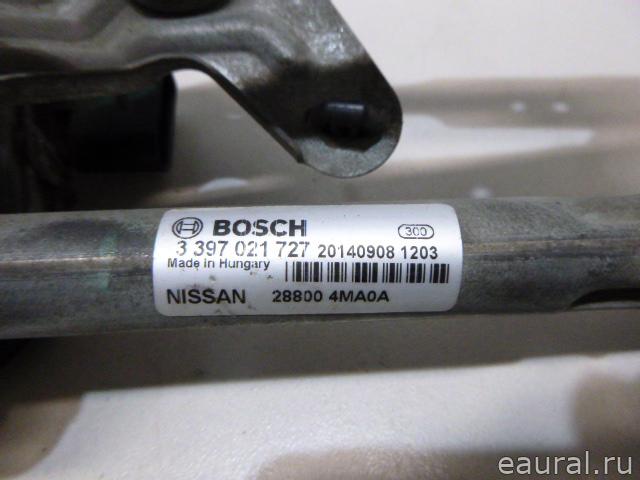 BOSCH 300
3 397 021 727 20140908 1203
Made in Hungary
NISSAN 28800 4MA0A
eaural.ru